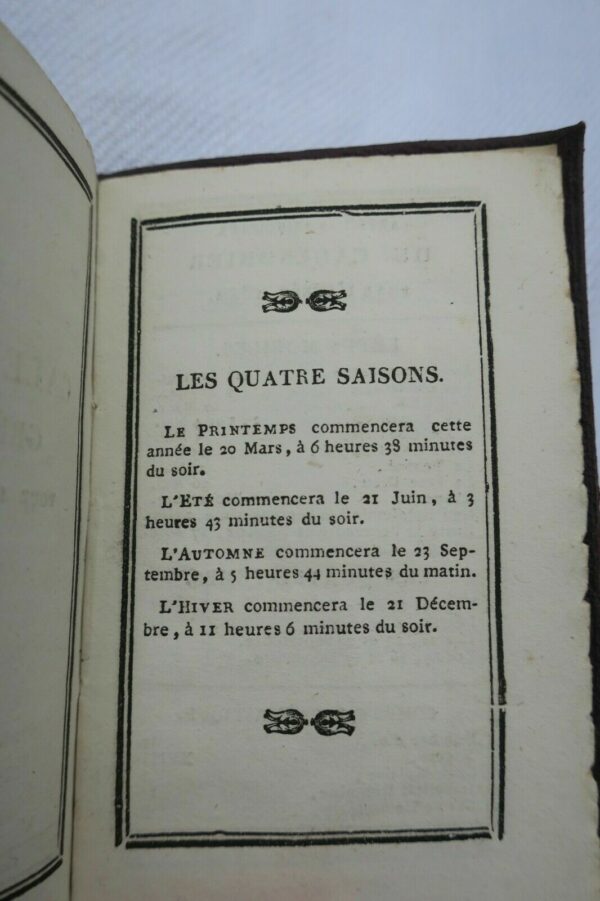 LES QUATRE SAISONS.
LE PRINTEMPS commencera cette
année le 20 Mars, à 6 heures 38 minutes
du soir.
L'ETÉ commencera le 21 Juin, à 3
heures 43 minutes du soir.
L'AUTOMNE commencera le 23 Sep-
tembre, à 5 heures 44 minutes du matin.
L'HIVER commencera le 21 Décem-
bre, à 11 heures 6 minutes du soir.